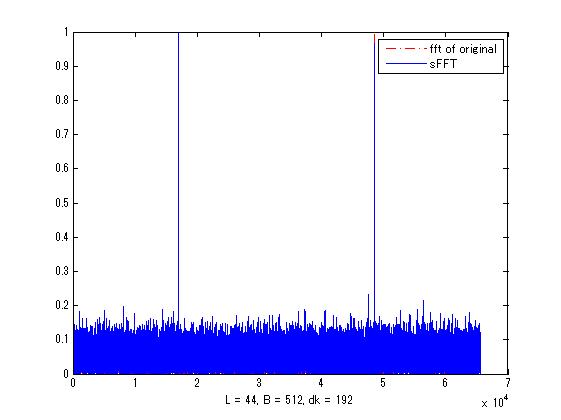 1
0.9
0.8
0.7
0.6
0.5
0.4
0.3
0.2
0.1
0
fft of original
sFFT
0 1 2 3 4 5 6 7
x 10^4
L = 44, B = 512, dk = 192